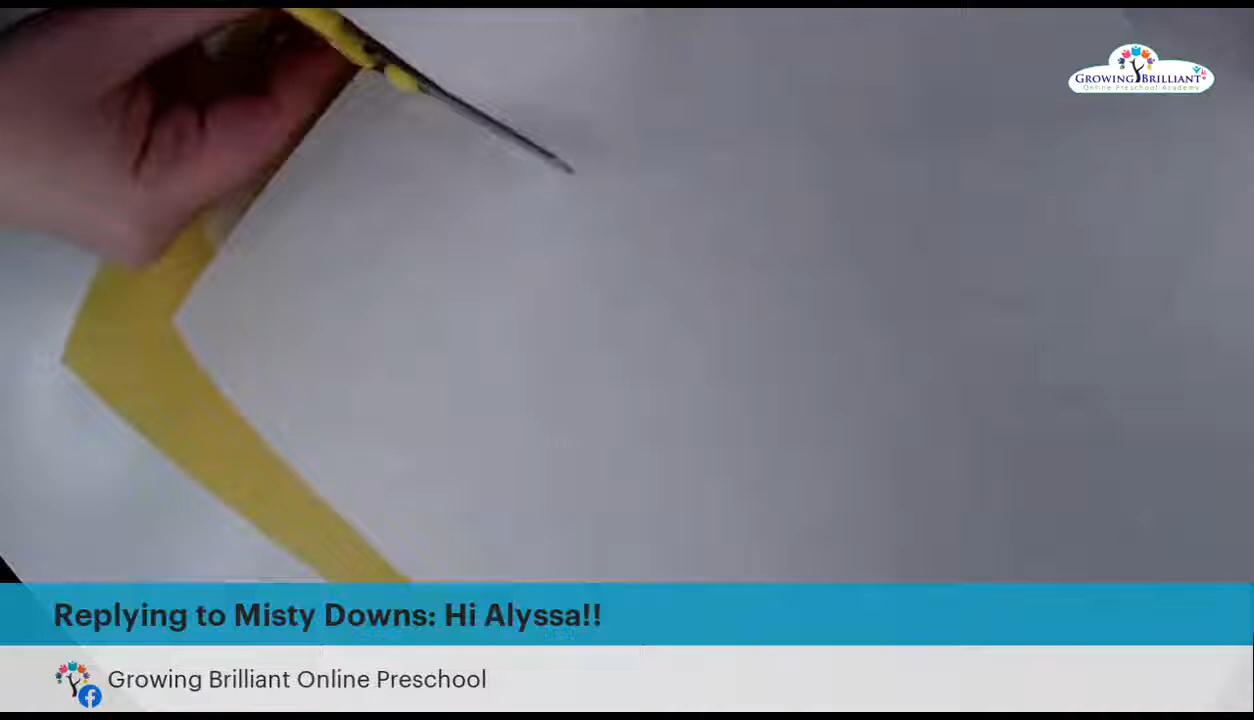 GROWING BRILLIANT
Online Preschool Academy
Replying to Misty Downs: Hi Alyssa!!
Growing Brilliant Online Preschool